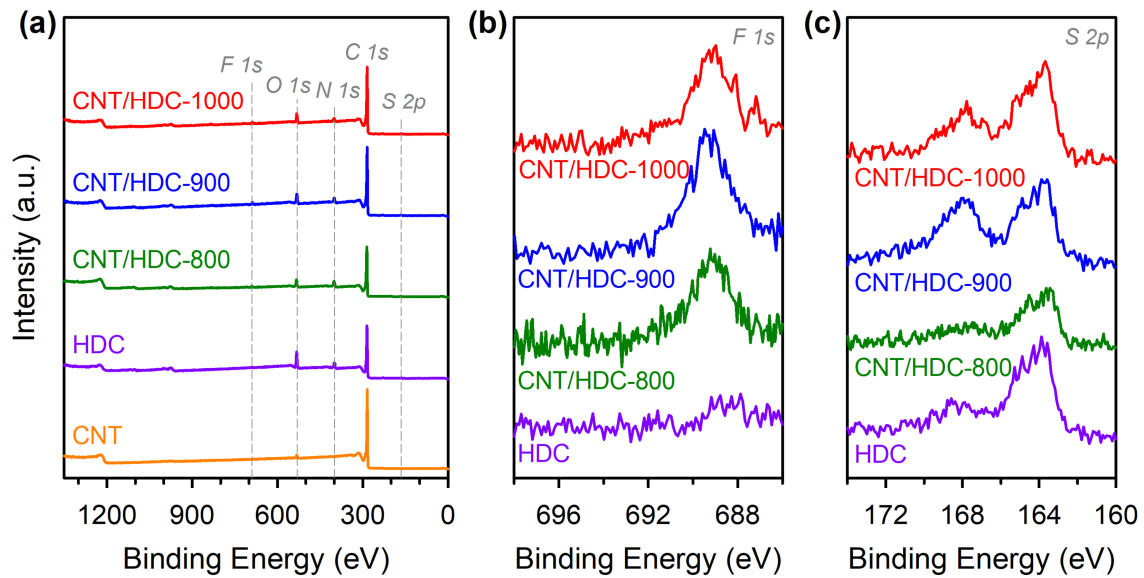 (a)
C 1s
F 1s
O 1s
N 1s
S 2p
CNT/HDC-1000
CNT/HDC-900
CNT/HDC-800
HDC
CNT
Intensity (a.u.)
1200 900 600 300 0
Binding Energy (eV)
(b)
F 1s
CNT/HDC-1000
CNT/HDC-900
CNT/HDC-800
HDC
696 692 688
Binding Energy (eV)
(c)
S 2p
CNT/HDC-1000
CNT/HDC-900
CNT/HDC-800
HDC
172 168 164 160
Binding Energy (eV)